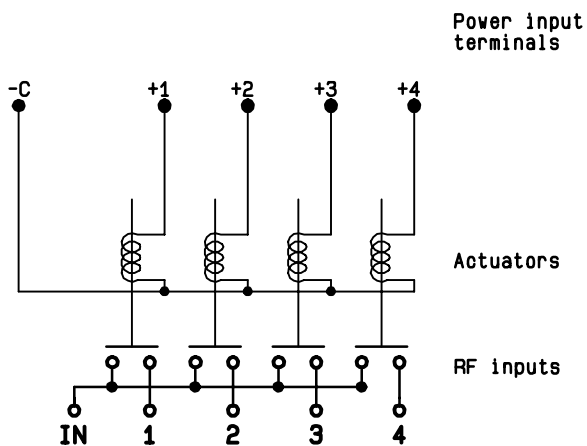 Power input
terminals
-C +1 +2 +3 +4
Actuators
RF inputs
IN 1 2 3 4